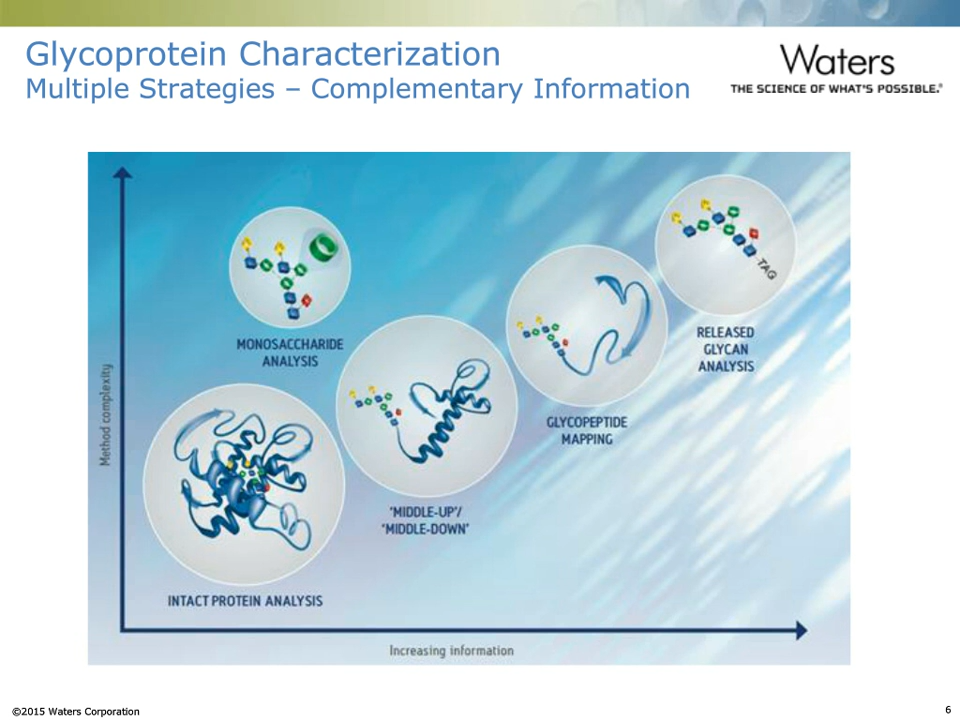 Glycoprotein Characterization
Multiple Strategies – Complementary Information
Waters
THE SCIENCE OF WHAT'S POSSIBLE.®
Method complexity
MONOSACCHARIDE
ANALYSIS
TAG
RELEASED
GLYCAN
ANALYSIS
GLYCOPEPTIDE
MAPPING
'MIDDLE-UP'/
'MIDDLE-DOWN'
INTACT PROTEIN ANALYSIS
Increasing information
©2015 Waters Corporation
6